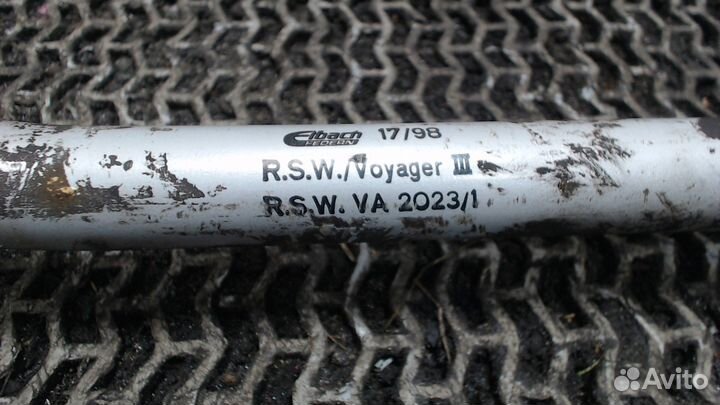 Eibach 17/98
FEDERN
R.S.W./Voyager III
R.S.W. VA 2023/1
Avito